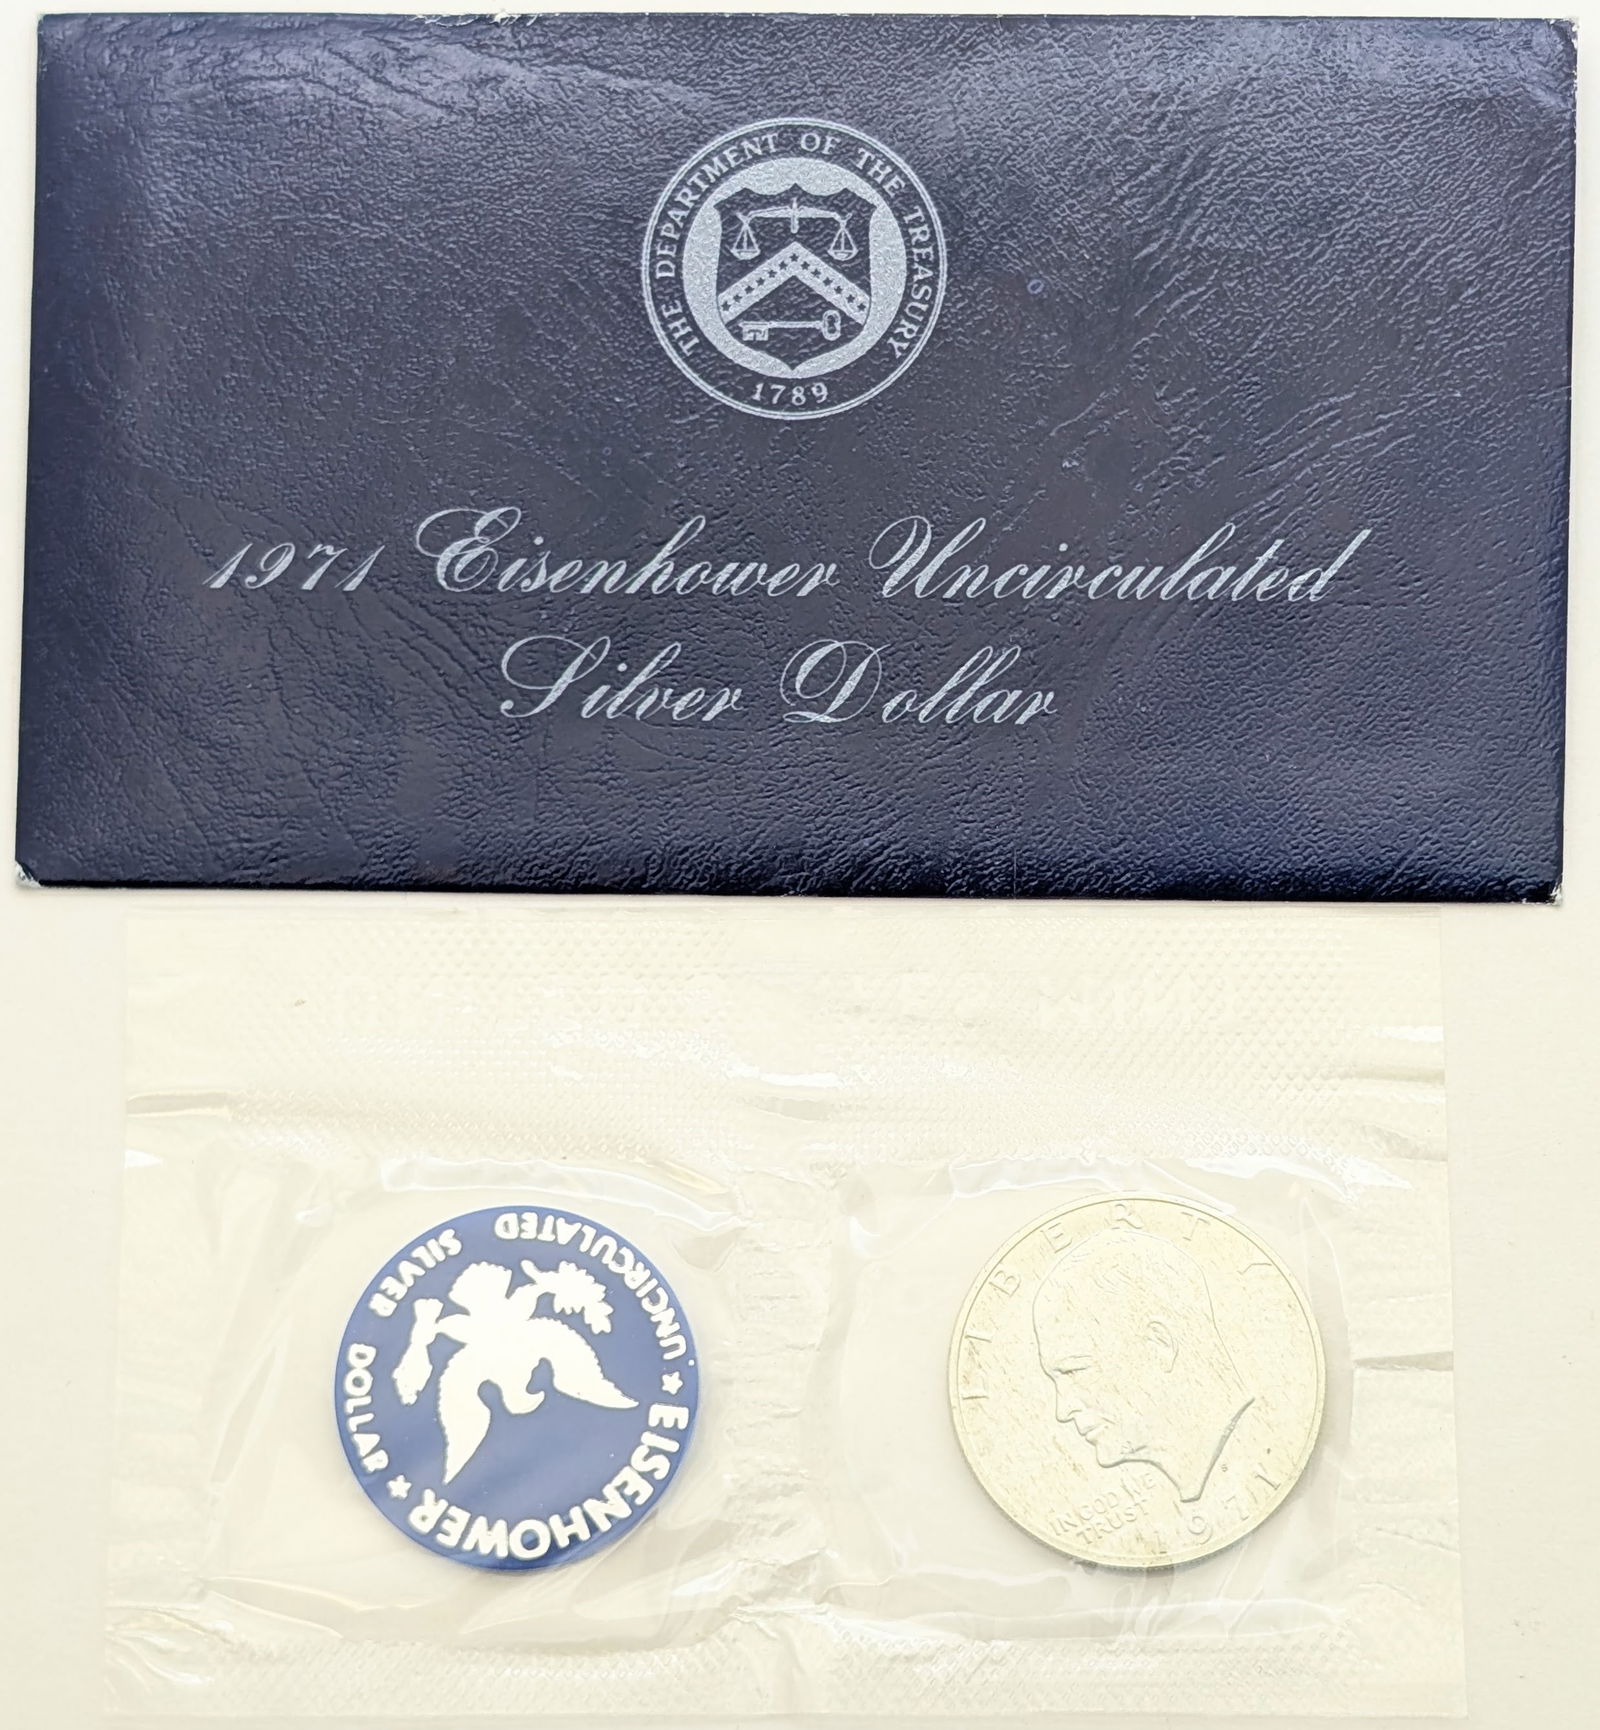 THE DEPARTMENT OF THE TREASURY
1789
1971 Eisenhower Uncirculated
Silver Dollar
EISENHOWER
UNCIRCULATED SILVER DOLLAR
LIBERTY
IN GOD WE
TRUST
S
1971